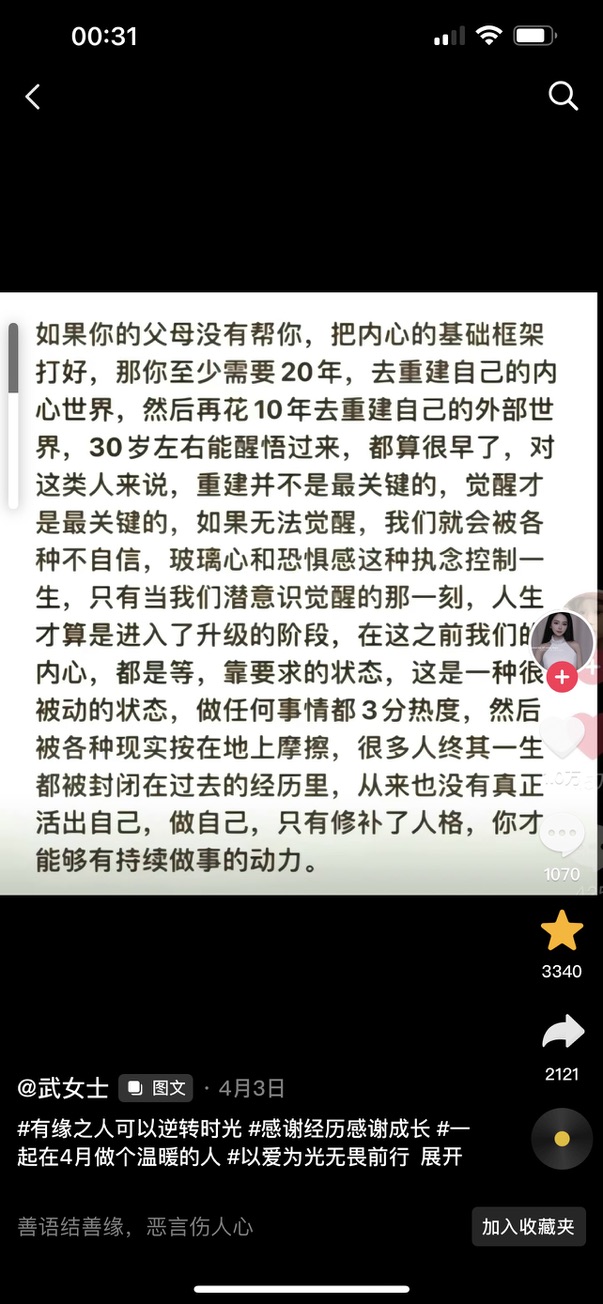 00:31
如果你的父母没有帮你，把内心的基础框架
打好，那你至少需要20年，去重建自己的内
心世界，然后再花10年去重建自己的外部世
界，30岁左右能醒悟过来，都算很早了，对
这类人来说，重建并不是最关键的，觉醒才
是最关键的，如果无法觉醒，我们就会被各
种不自信，玻璃心和恐惧感这种执念控制一
生，只有当我们潜意识觉醒的那一刻，人生
才算是进入了升级的阶段，在这之前我们的
内心，都是等，靠要求的状态，这是一种很
被动的状态，做任何事情都3分热度，然后
被各种现实按在地上摩擦，很多人终其一生
都被封闭在过去的经历里，从来也没有真正
活出自己，做自己，只有修补了人格，你才
能够有持续做事的动力。
1070
3340
2121
@武女士 图文 · 4月3日
#有缘之人可以逆转时光 #感谢经历感谢成长 #一
起在4月做个温暖的人 #以爱为光无畏前行 展开
善语结善缘，恶言伤人心
加入收藏夹